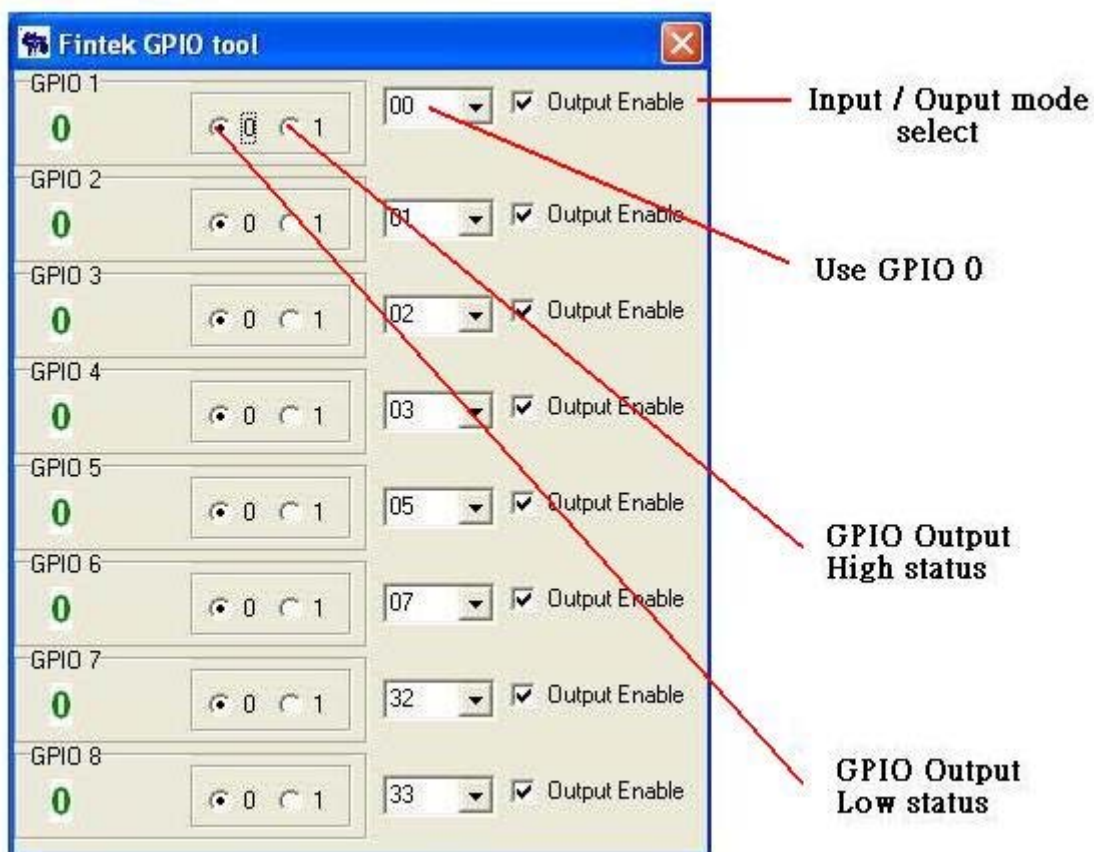 Fintek GPIO tool
GPIO 1
0
0 1
00
Output Enable
Input / Ouput mode
select
GPIO 2
0
0 1
01
Output Enable
Use GPIO 0
GPIO 3
0
0 1
02
Output Enable
GPIO 4
0
0 1
03
Output Enable
GPIO 5
0
0 1
05
Output Enable
GPIO Output
High status
GPIO 6
0
0 1
07
Output Enable
GPIO 7
0
0 1
32
Output Enable
GPIO 8
0
0 1
33
Output Enable
GPIO Output
Low status